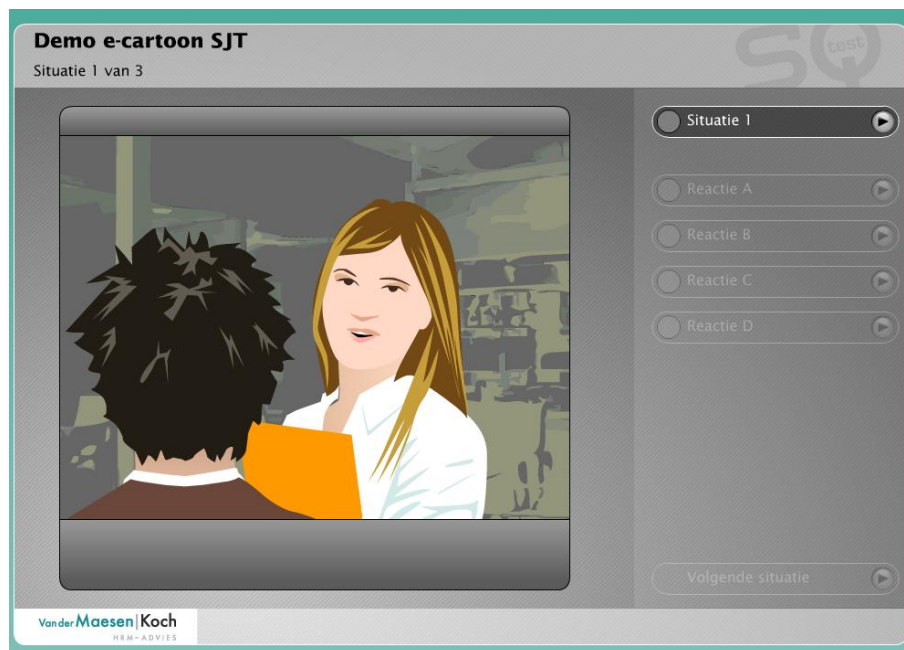 Demo e-cartoon SJT
Situatie 1 van 3
SQ
test
Situatie 1
Reactie A
Reactie B
Reactie C
Reactie D
Volgende situatie
Van der Maesen | Koch
HRM-ADVIES